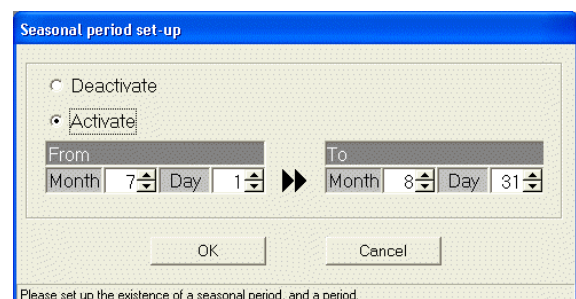 Seasonal period set-up
Deactivate
Activate
From To
Month 7 Day 1 Month 8 Day 31
OK Cancel
Please set up the existence of a seasonal period, and a period.